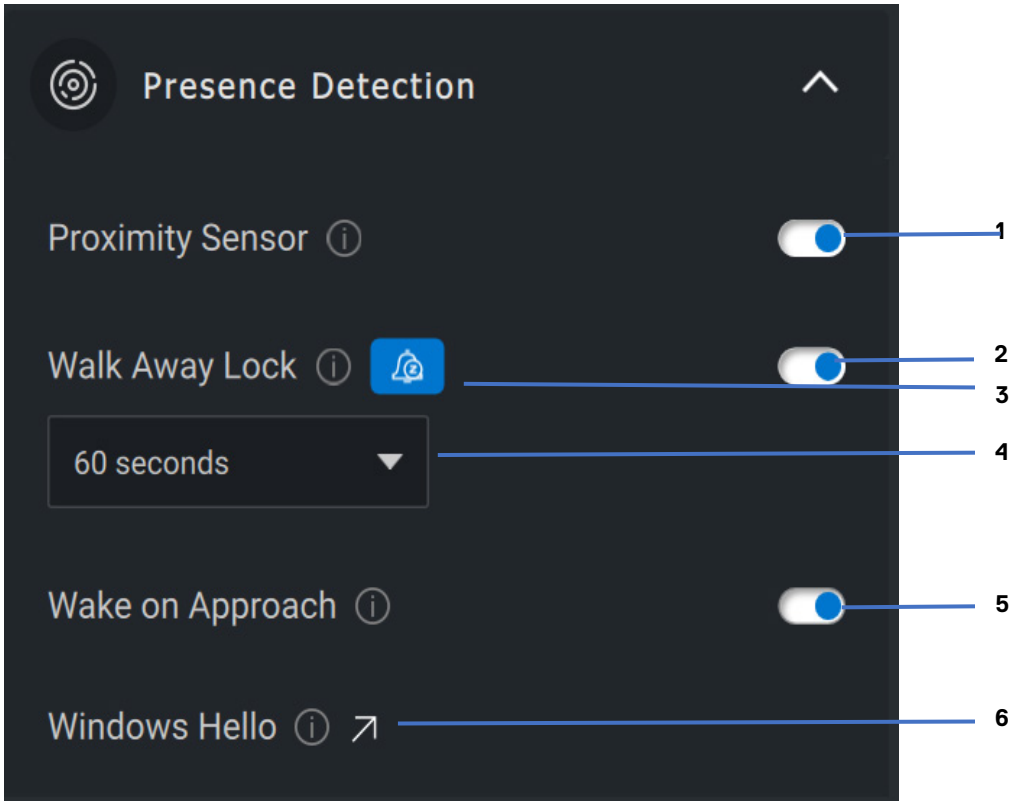 Presence Detection
Proximity Sensor
1
Walk Away Lock
2
3
60 seconds
4
Wake on Approach
5
Windows Hello
6